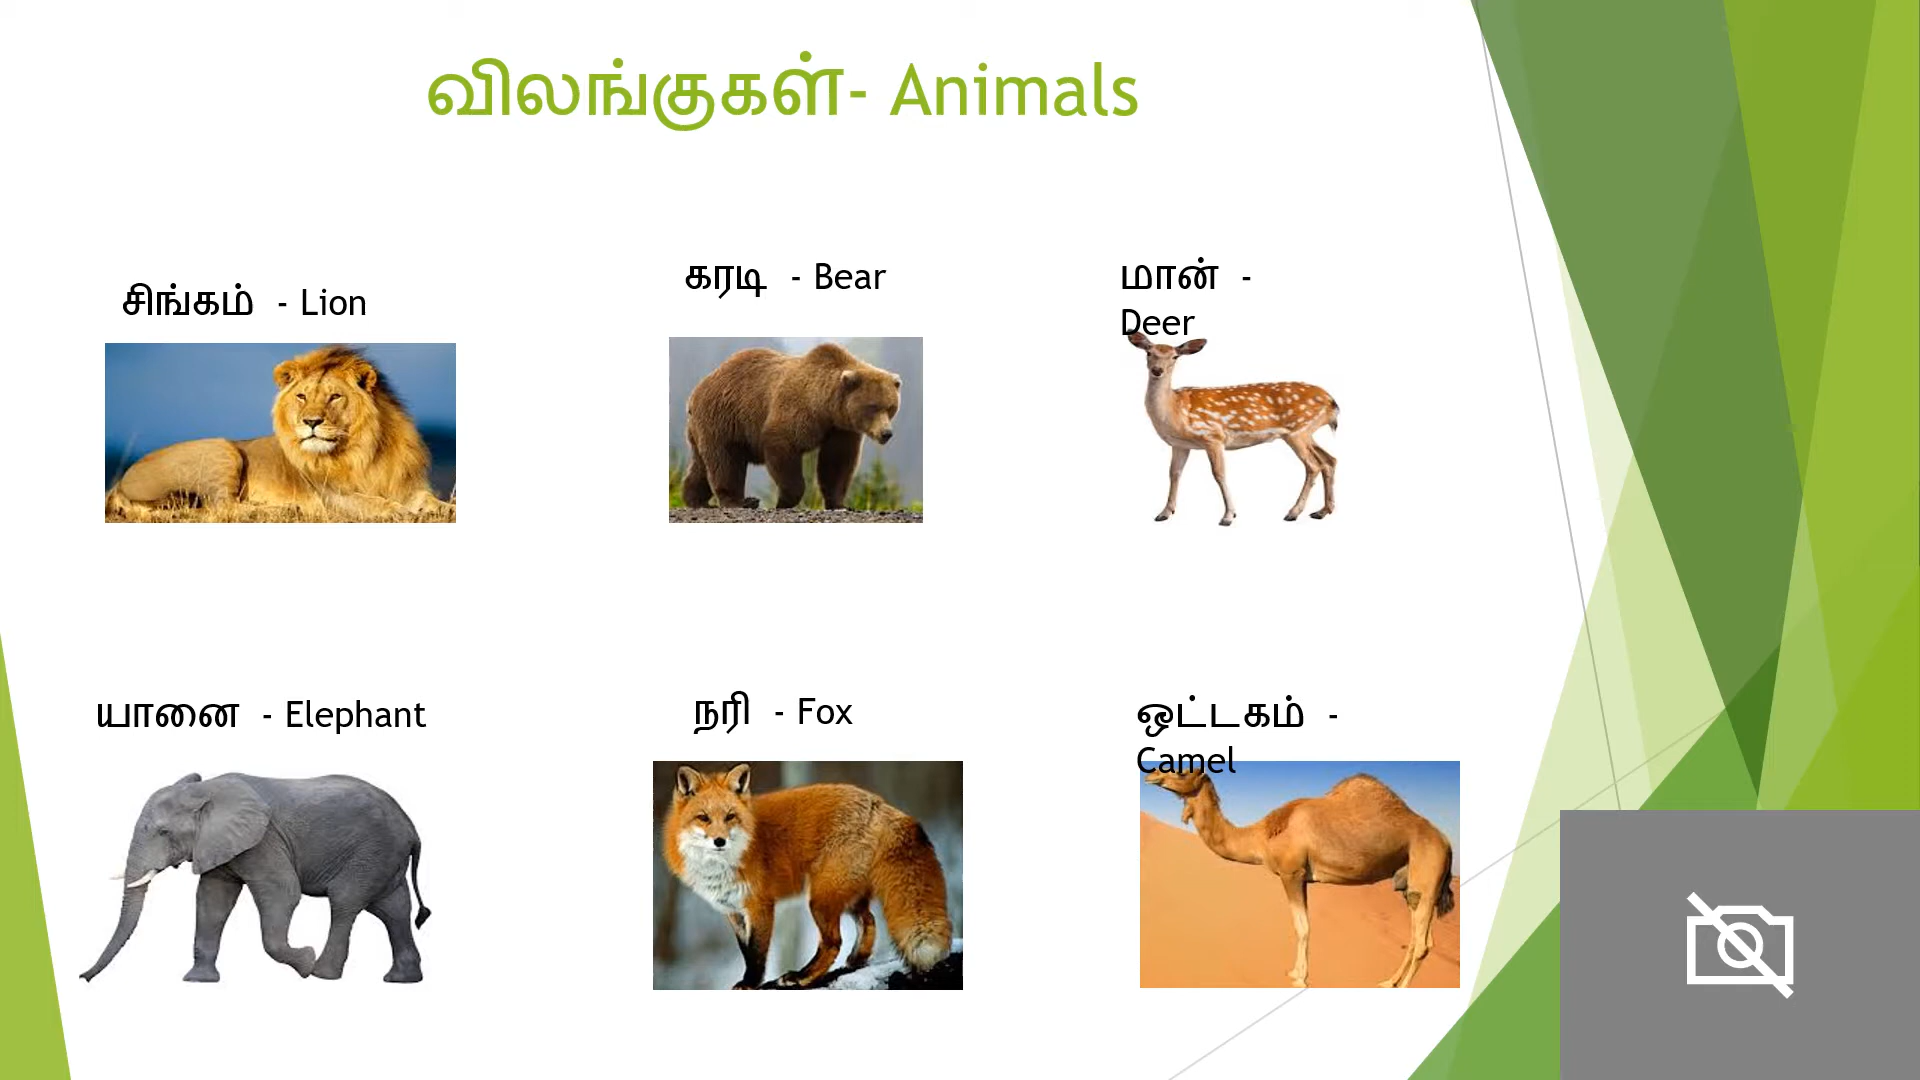 விலங்குகள்- Animals
சிங்கம் - Lion
கரடி - Bear
மான் -
Deer
யானை - Elephant
நரி - Fox
ஒட்டகம் -
Camel